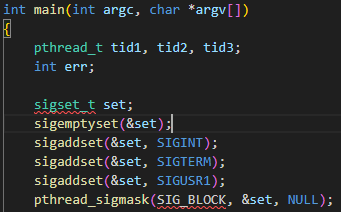 int main(int argc, char *argv[])
{
    pthread_t tid1, tid2, tid3;
    int err;

    sigset_t set;
    sigemptyset(&set);
    sigaddset(&set, SIGINT);
    sigaddset(&set, SIGTERM);
    sigaddset(&set, SIGUSR1);
    pthread_sigmask(SIG_BLOCK, &set, NULL);